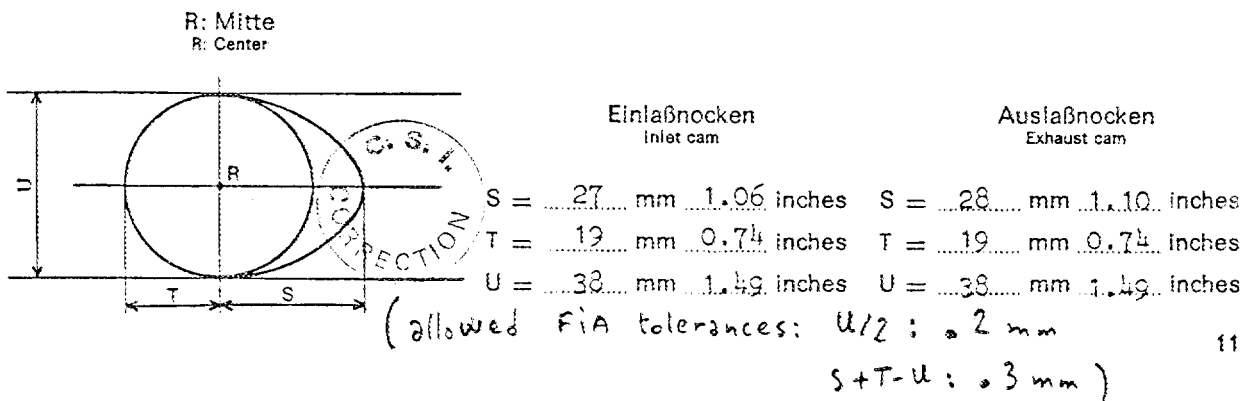 R: Mitte
R: Center
Einlaßnocken
Inlet cam
Auslaßnocken
Exhaust cam
U
R
T
S
C. S. I.
CORRECTION
S = 27 mm 1.06 inches S = 28 mm 1.10 inches
T = 19 mm 0.74 inches T = 19 mm 0.74 inches
U = 38 mm 1.49 inches U = 38 mm 1.49 inches
(allowed FiA tolerances: U/2 : .2 mm
S+T-U : .3 mm)
11